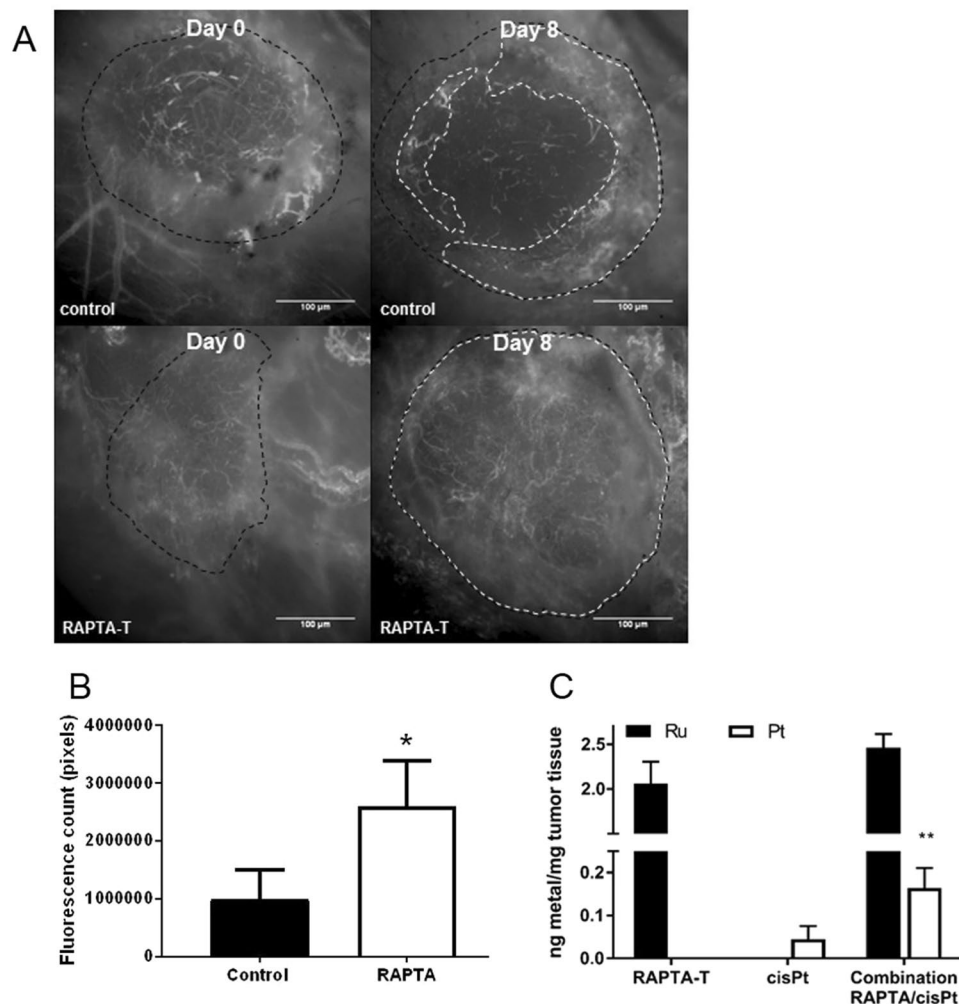 A
Day 0
Day 8
control
100 µm
control
100 µm
Day 0
Day 8
RAPTA-T
100 µm
RAPTA-T
100 µm
B
Fluorescence count (pixels)
4000000
3000000
2000000
1000000
0
*
Control
RAPTA
C
ng metal/mg tumor tissue
Ru
Pt
2.5
2.0
0.2
0.1
0.0
**
RAPTA-T
cisPt
Combination
RAPTA/cisPt